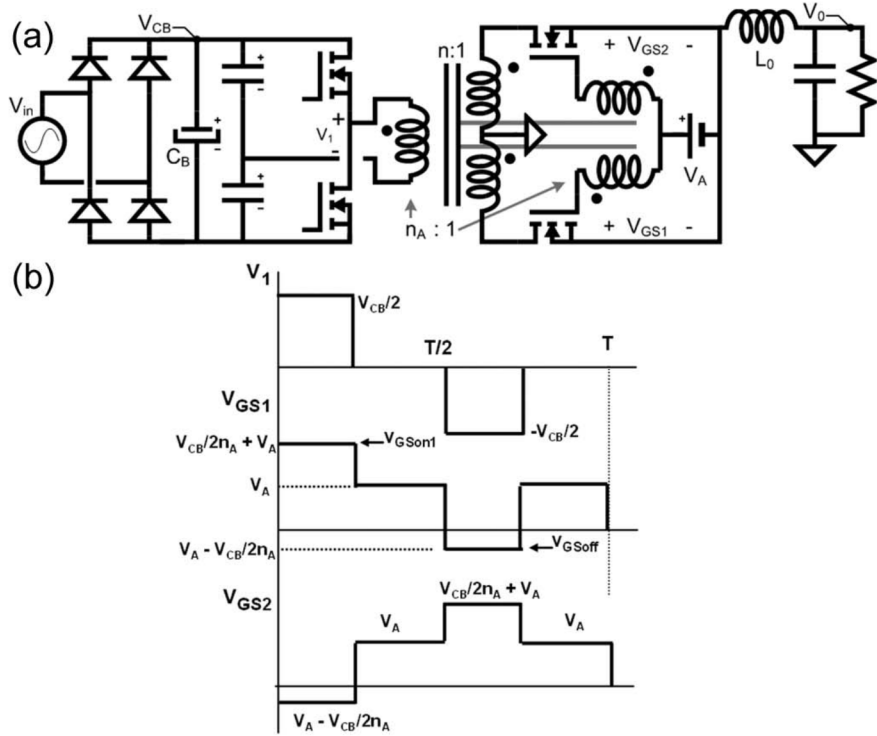 (a)
V_CB
V_in
C_B
+
-
+
-
+
-
+
V_1
-
n:1
n_A : 1
+ V_GS2 -
+
V_A
+ V_GS1 -
L_0
V_0
(b)
V_1
V_CB/2
T/2
T
-V_CB/2
V_GS1
V_CB/2n_A + V_A
V_GSon1
V_A
V_A - V_CB/2n_A
V_GSoff
V_GS2
V_CB/2n_A + V_A
V_A
V_A
V_A - V_CB/2n_A